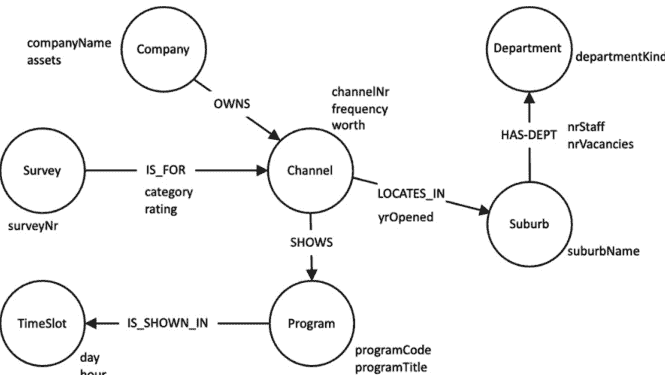 companyName
assets
Company
Department
departmentKind
OWNS
channelNr
frequency
worth
HAS-DEPT
nrStaff
nrVacancies
Survey
IS_FOR
category
rating
Channel
LOCATES_IN
yrOpened
Suburb
surveyNr
suburbName
SHOWS
TimeSlot
IS_SHOWN_IN
Program
day
hour
programCode
programTitle